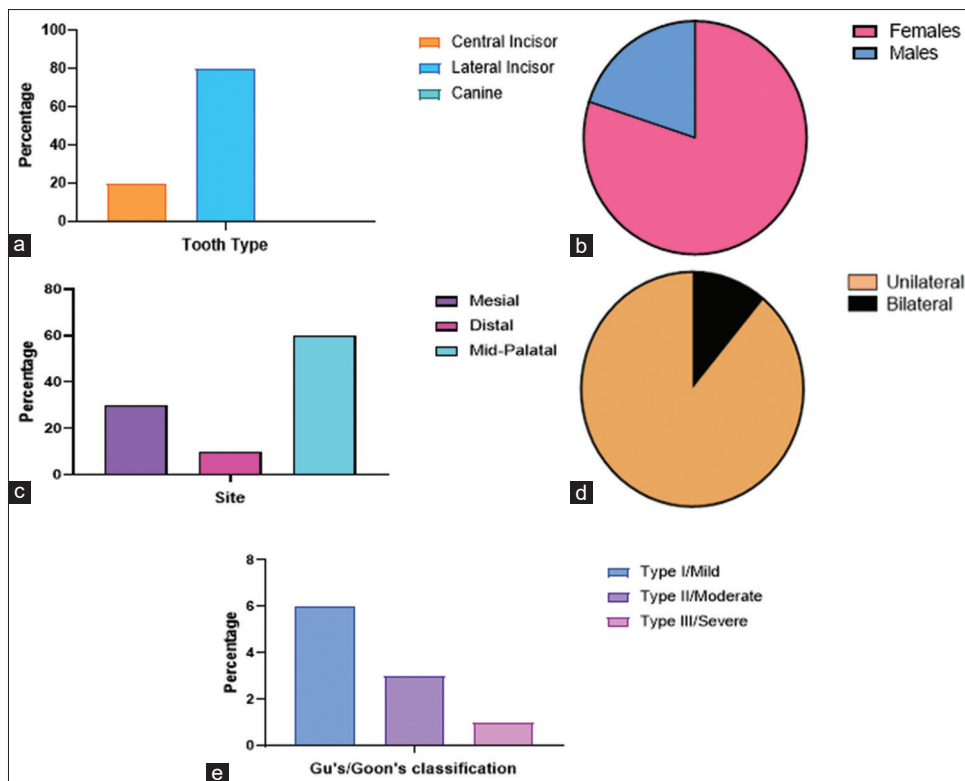 100
80
60
40
20
0
Percentage
Tooth Type
Central Incisor
Lateral Incisor
Canine
a
Females
Males
b
80
60
40
20
0
Percentage
Site
Mesial
Distal
Mid-Palatal
c
Unilateral
Bilateral
d
8
6
4
2
0
Percentage
Gu's/Goon's classification
Type I/Mild
Type II/Moderate
Type III/Severe
e